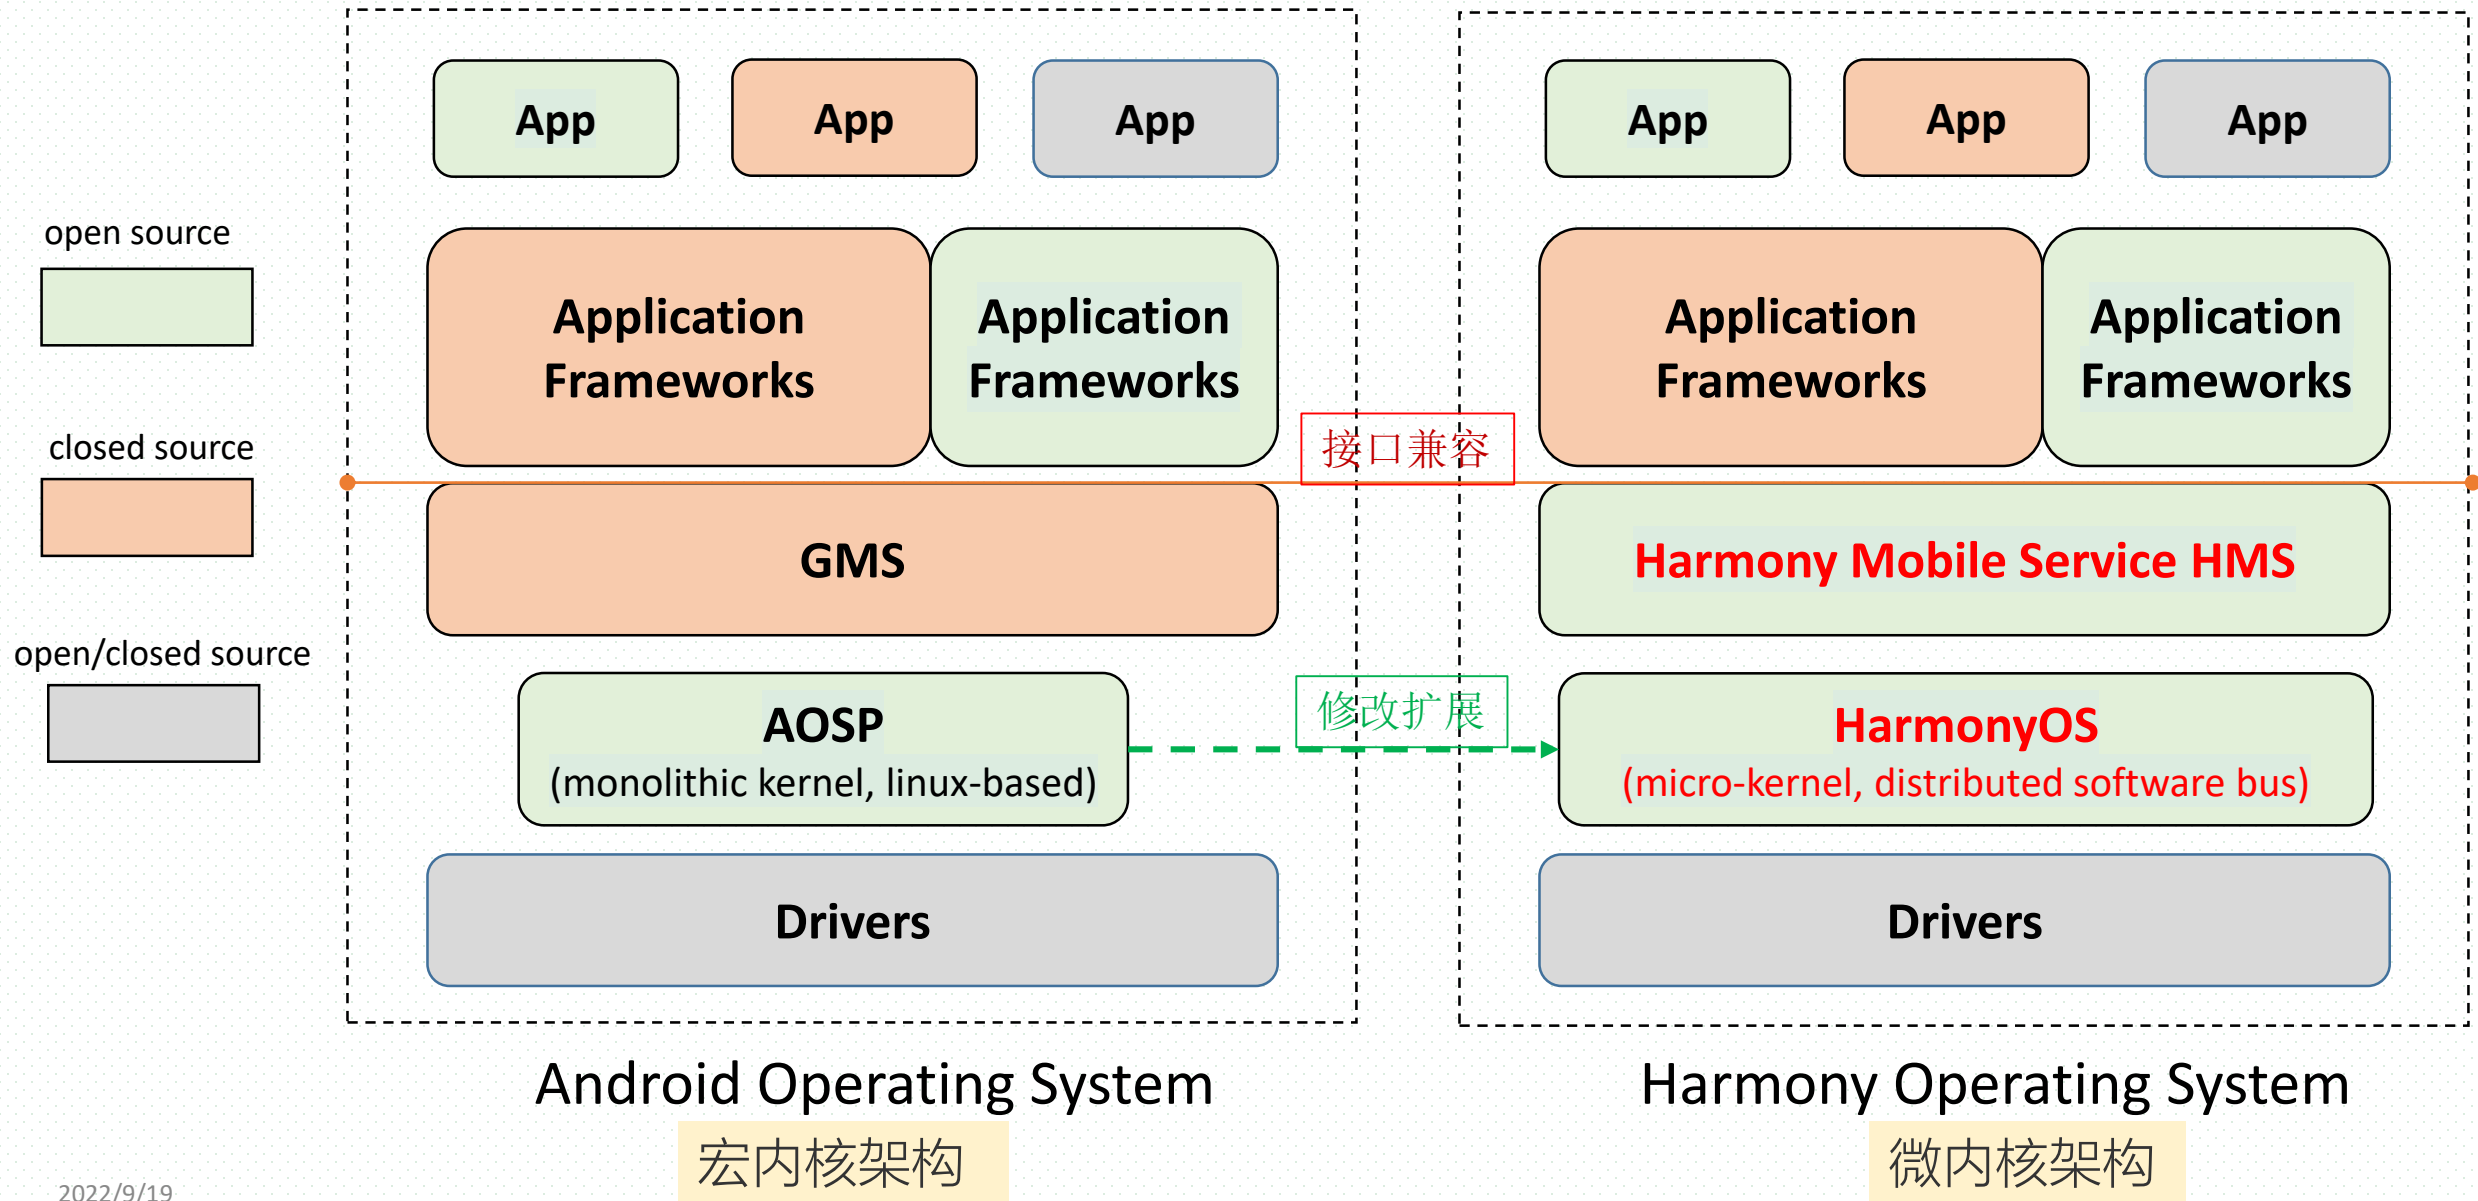 open source
closed source
open/closed source
App
App
App
Application
Frameworks
Application
Frameworks
GMS
AOSP
(monolithic kernel, linux-based)
Drivers
Android Operating System
宏内核架构
接口兼容
修改扩展
App
App
App
Application
Frameworks
Application
Frameworks
Harmony Mobile Service HMS
HarmonyOS
(micro-kernel, distributed software bus)
Drivers
Harmony Operating System
微内核架构
2022/9/19